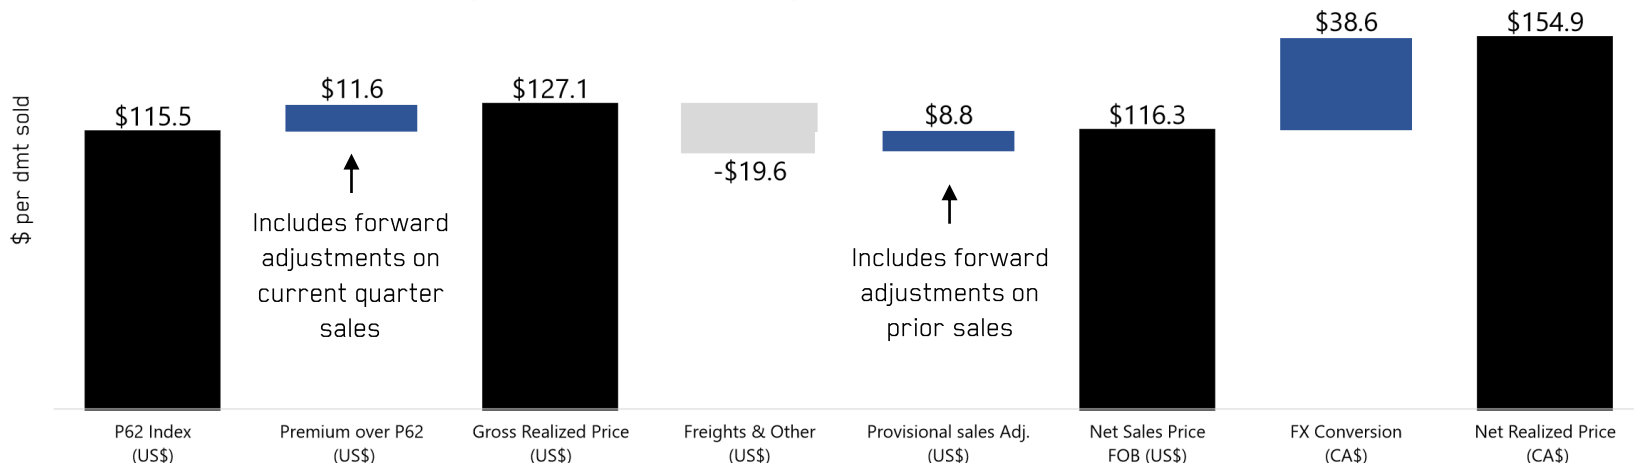 $ per dmt sold
$115.5
$11.6
$127.1
-$19.6
$8.8
$116.3
$38.6
$154.9
Includes forward
adjustments on
current quarter
sales
Includes forward
adjustments on
prior sales
P62 Index
(US$)
Premium over P62
(US$)
Gross Realized Price
(US$)
Freights & Other
(US$)
Provisional sales Adj.
(US$)
Net Sales Price
FOB (US$)
FX Conversion
(CA$)
Net Realized Price
(CA$)